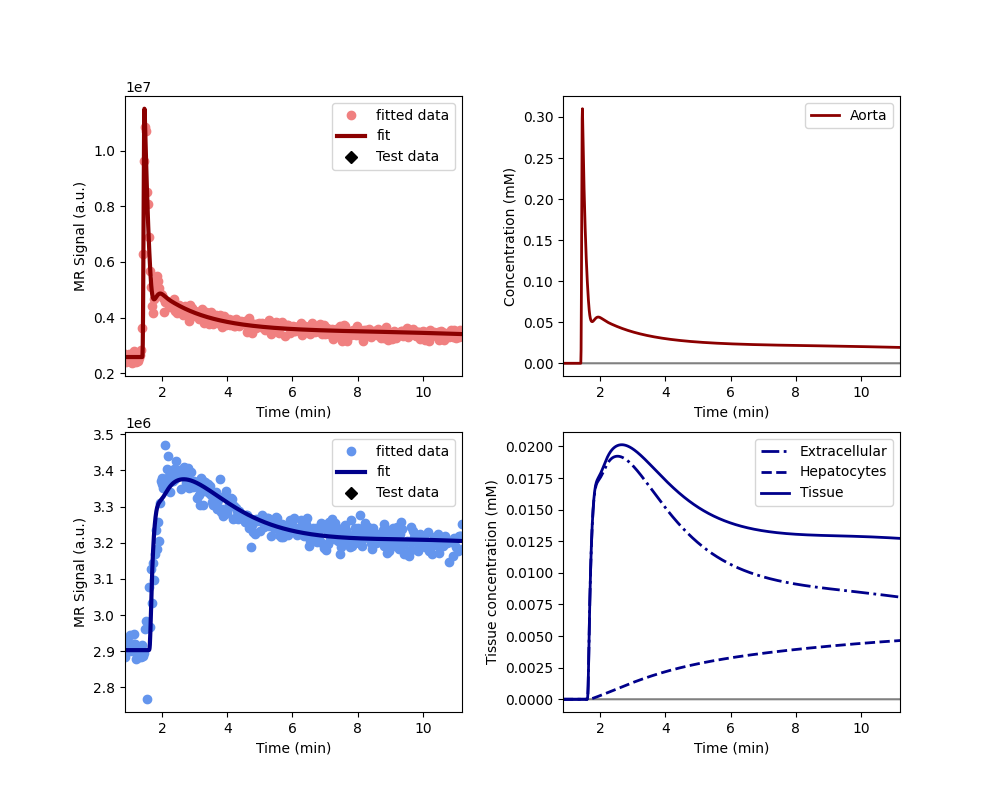 1e7
1.0
0.8
0.6
0.4
0.2
MR Signal (a.u.)
2 4 6 8 10
Time (min)
fitted data
fit
Test data
0.30
0.25
0.20
0.15
0.10
0.05
0.00
Concentration (mM)
2 4 6 8 10
Time (min)
Aorta
1e6
3.5
3.4
3.3
3.2
3.1
3.0
2.9
2.8
MR Signal (a.u.)
2 4 6 8 10
Time (min)
fitted data
fit
Test data
0.0200
0.0175
0.0150
0.0125
0.0100
0.0075
0.0050
0.0025
0.0000
Tissue concentration (mM)
2 4 6 8 10
Time (min)
Extracellular
Hepatocytes
Tissue